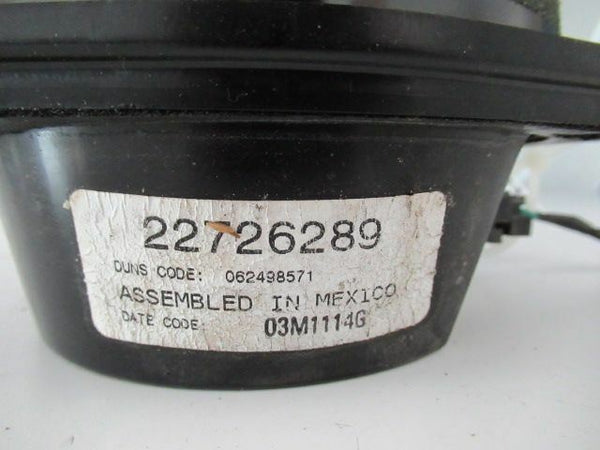 22726289
DUNS CODE: 062498571
ASSEMBLED IN MEXICO
DATE CODE: 03M1114G